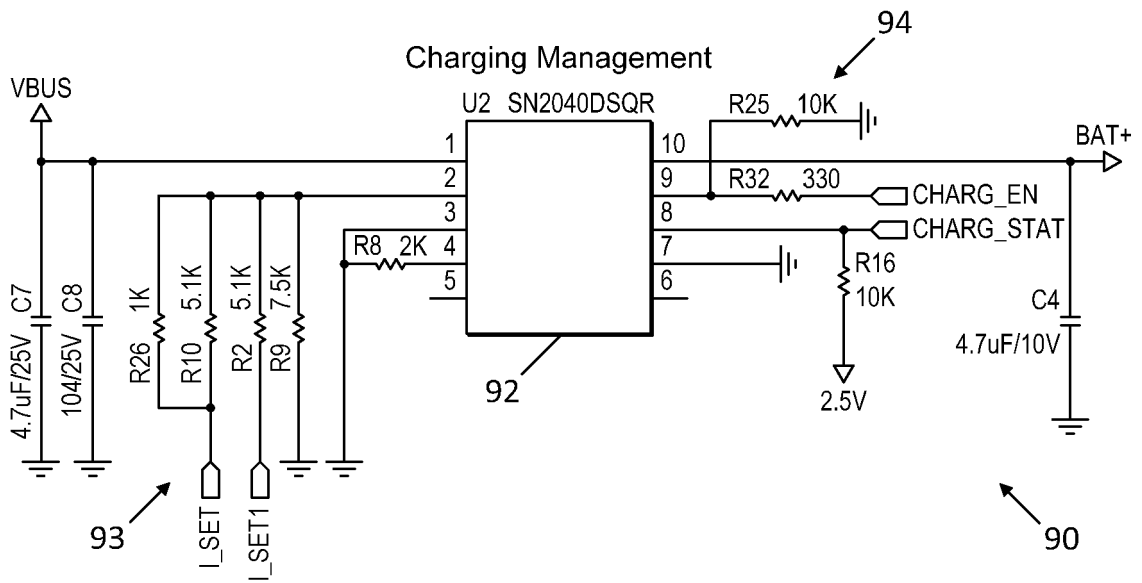 94
Charging Management
VBUS
U2 SN2040DSQR
R25 10K
BAT+
1
10
2
9
R32 330
CHARG_EN
3
8
CHARG_STAT
R8 2K
4
7
5
6
R16
10K
C7
4.7uF/25V
C8
104/25V
1K
R26
5.1K
R10
5.1K
R2
7.5K
R9
C4
4.7uF/10V
92
2.5V
93
I_SET
I_SET1
90